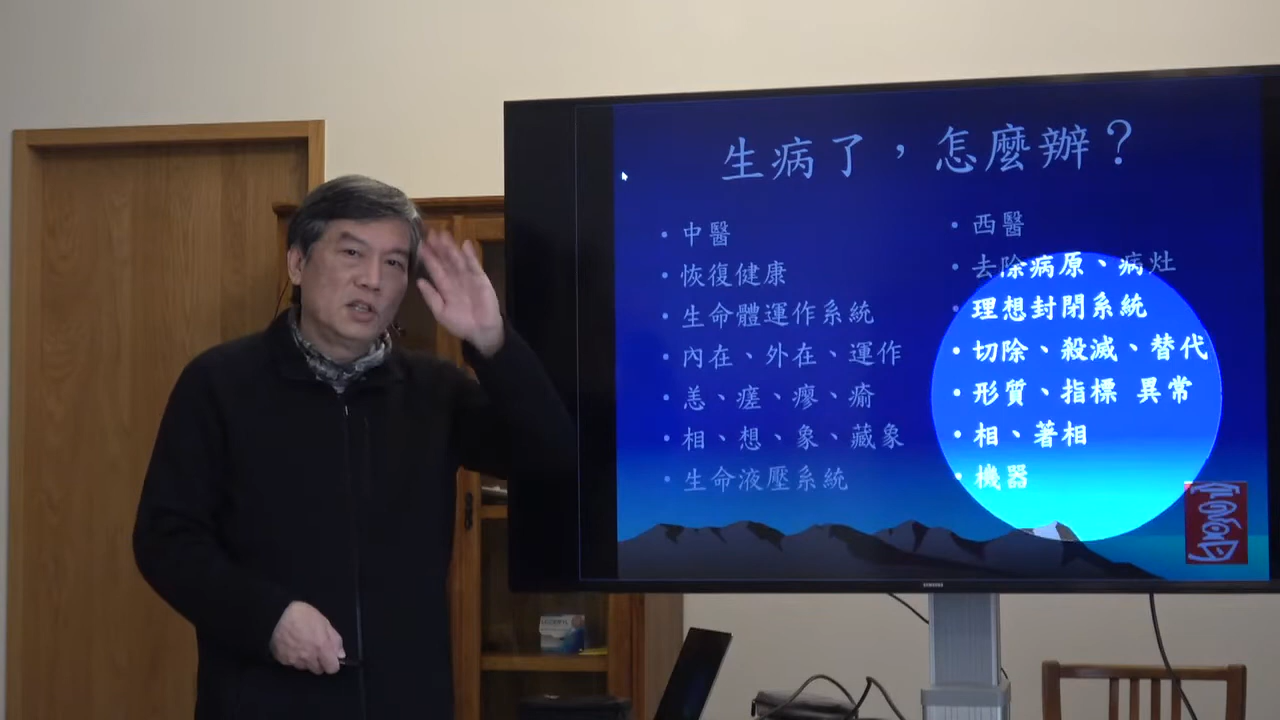 生病了，怎麼辦？
・中醫
・恢復健康
・生命體運作系統
・內在、外在、運作
・恙、瘥、瘳、瘉
・相、想、象、藏象
・生命液壓系統
・西醫
・去除病原、病灶
・理想封閉系統
・切除、殺滅、替代
・形質、指標 異常
・相、著相
・機器
SAMSUNG